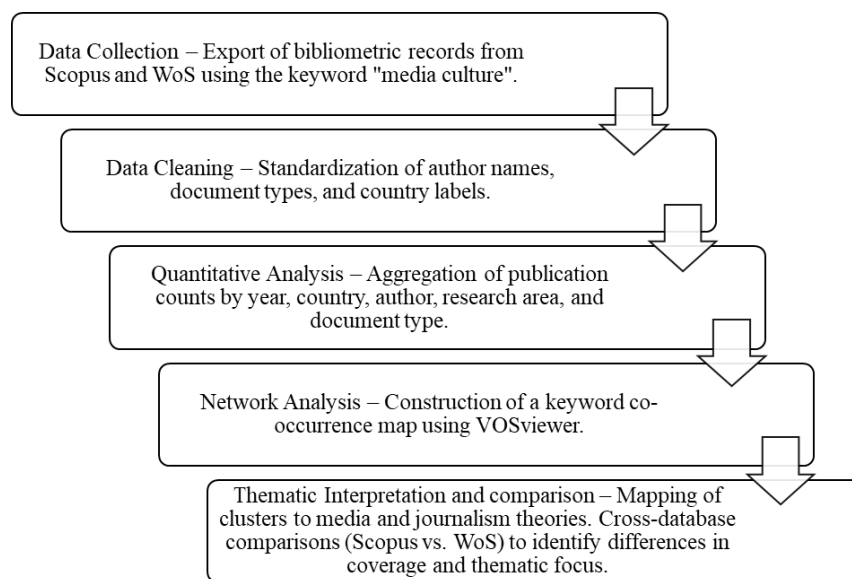 Data Collection – Export of bibliometric records from
Scopus and WoS using the keyword "media culture".
Data Cleaning – Standardization of author names,
document types, and country labels.
Quantitative Analysis – Aggregation of publication
counts by year, country, author, research area, and
document type.
Network Analysis – Construction of a keyword co-
occurrence map using VOSviewer.
Thematic Interpretation and comparison – Mapping of
clusters to media and journalism theories. Cross-database
comparisons (Scopus vs. WoS) to identify differences in
coverage and thematic focus.